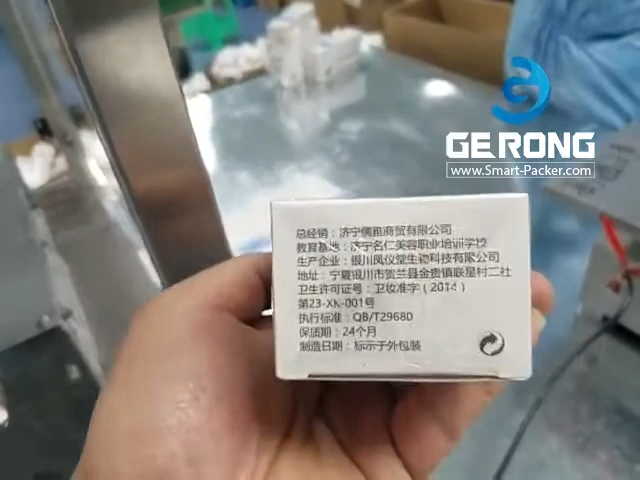 GE RONG
www.Smart-Packer.com
总经销：济宁儒雅商贸有限公司
教育基地：济宁名仁美容职业培训学校
生产企业：银川凤仪堂生物科技有限公司
地址：宁夏银川市贺兰县金贵镇联星村二社
卫生许可证号：卫妆准字（2014）
第23-XK-001号
执行标准：QB/T2968D
保质期：24个月
制造日期：标示于外包装